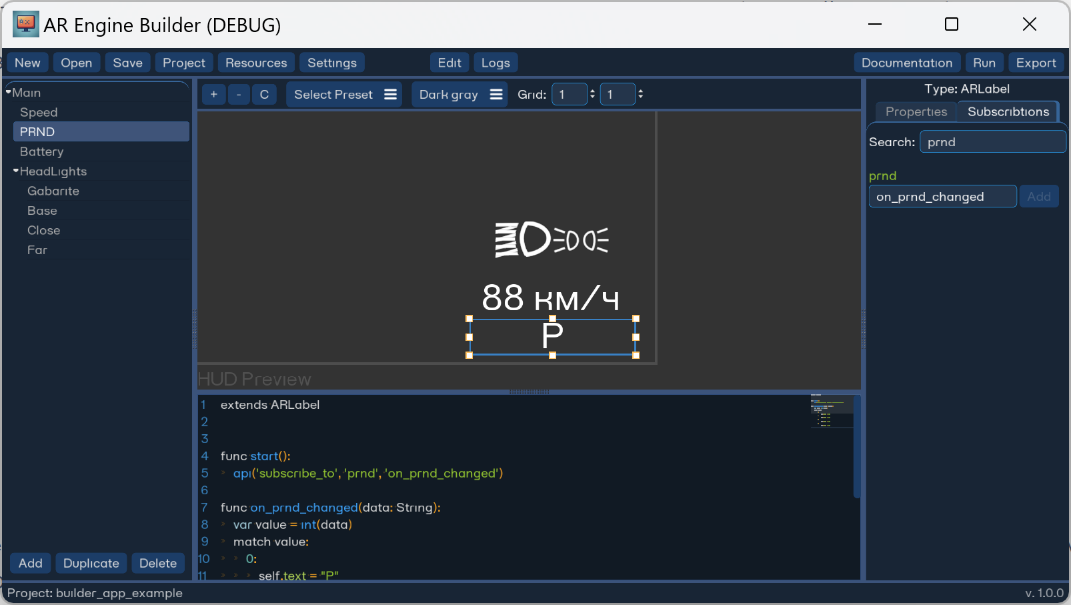 AR Engine Builder (DEBUG)
New Open Save Project Resources Settings Edit Logs Documentation Run Export
Main
Speed
PRND
Battery
HeadLights
Gabarite
Base
Close
Far
Add Duplicate Delete
+ - C Select Preset Dark gray Grid: 1 1
88 км/ч
P
HUD Preview
1 extends ARLabel
2
3
4 func start():
5 api('subscribe_to', 'prnd', 'on_prnd_changed')
6
7 func on_prnd_changed(data: String):
8 var value = int(data)
9 match value:
10 0:
11 self.text = "P"
Type: ARLabel
Properties Subscribtions
Search: prnd
prnd
on_prnd_changed Add
Project: builder_app_example
v. 1.0.0